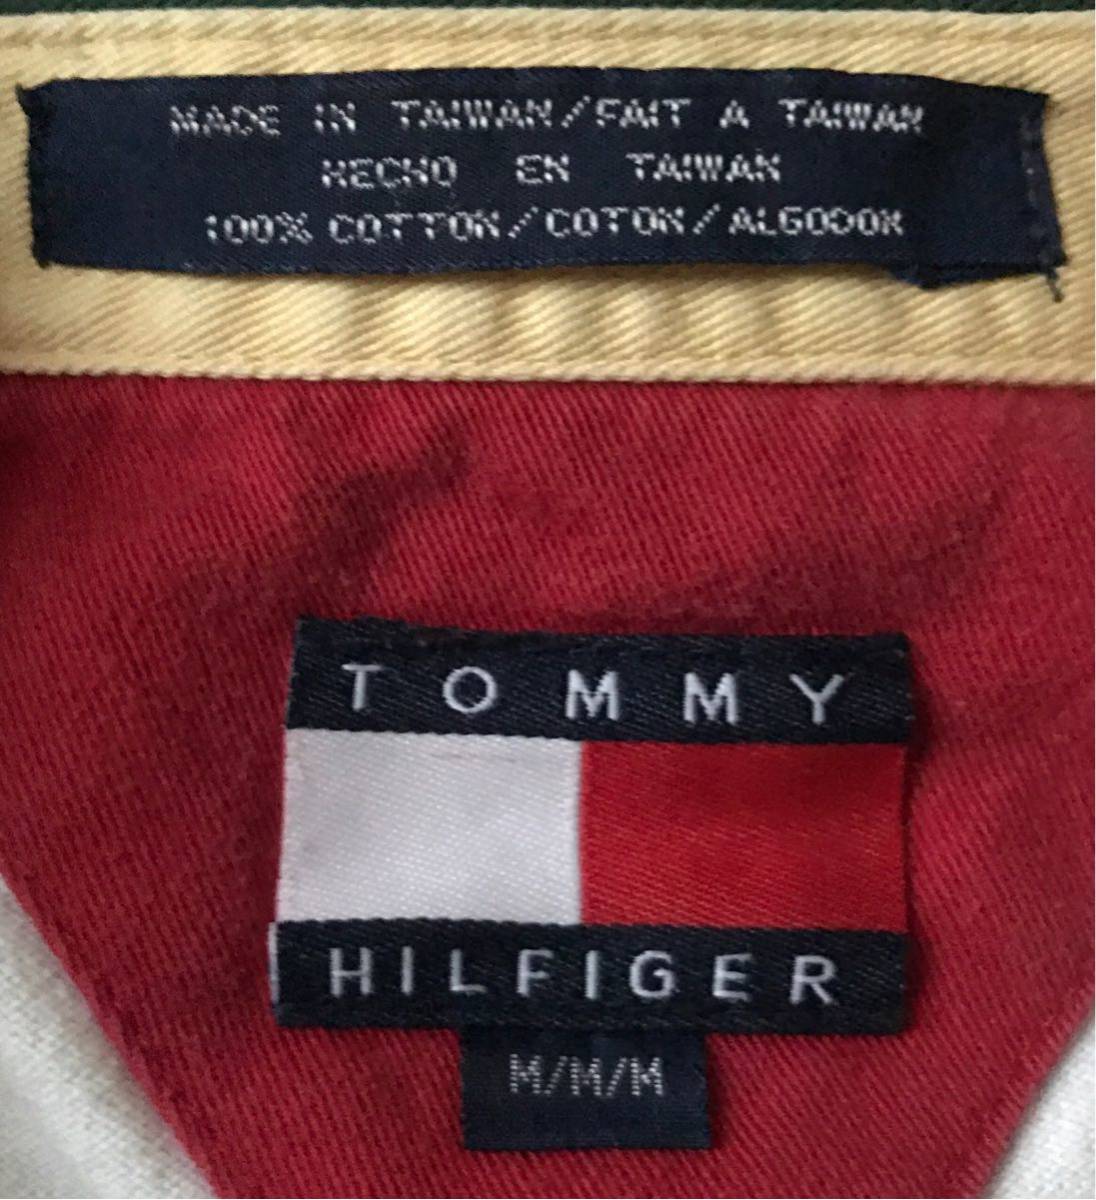 MADE IN TAIWAN/FAIT A TAIWAN
HECHO EN TAIWAN
100% COTTON/COTON/ALGODON
TOMMY
HILFIGER
M/M/M